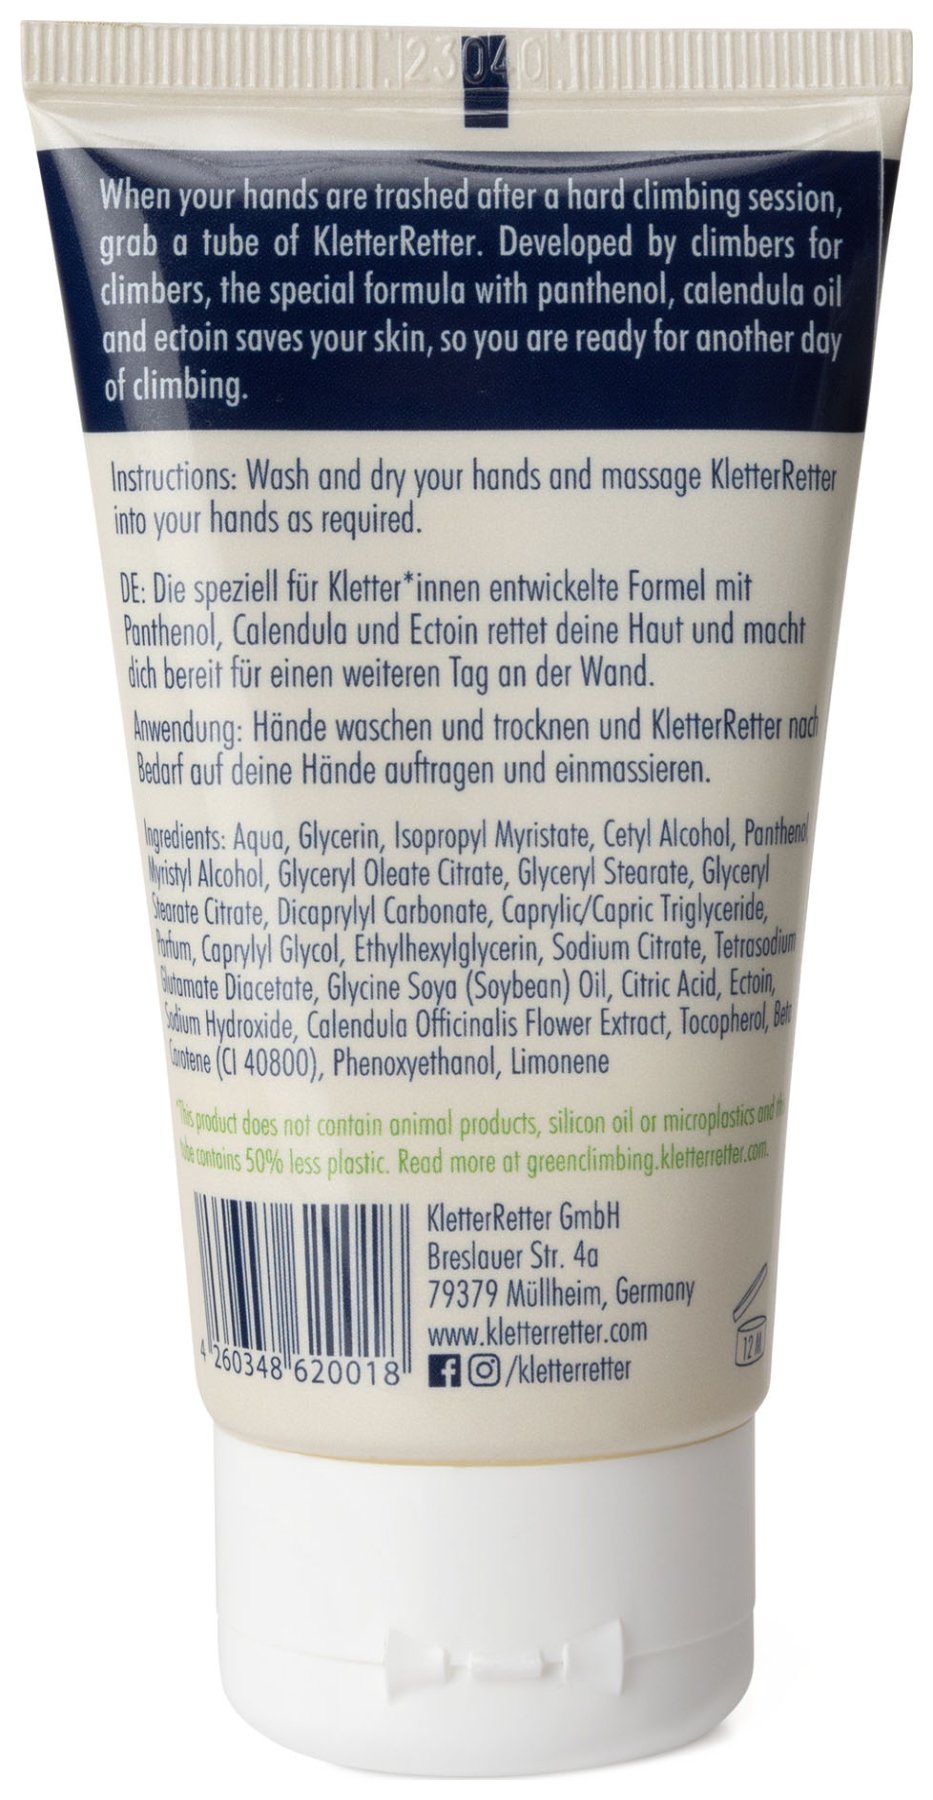 23040
When your hands are trashed after a hard climbing session,
grab a tube of KletterRetter. Developed by climbers for
climbers, the special formula with panthenol, calendula oil
and ectoin saves your skin, so you are ready for another day
of climbing.
Instructions: Wash and dry your hands and massage KletterRetter
into your hands as required.
DE: Die speziell für Kletter*innen entwickelte Formel mit
Panthenol, Calendula und Ectoin rettet deine Haut und macht
dich bereit für einen weiteren Tag an der Wand.
Anwendung: Hände waschen und trocknen und KletterRetter nach
Bedarf auf deine Hände auftragen und einmassieren.
Ingredients: Aqua, Glycerin, Isopropyl Myristate, Cetyl Alcohol, Panthenol,
Myristyl Alcohol, Glyceryl Oleate Citrate, Glyceryl Stearate, Glyceryl
Stearate Citrate, Dicaprylyl Carbonate, Caprylic/Capric Triglyceride,
Parfum, Caprylyl Glycol, Ethylhexylglycerin, Sodium Citrate, Tetrasodium
Glutamate Diacetate, Glycine Soya (Soybean) Oil, Citric Acid, Ectoin,
Sodium Hydroxide, Calendula Officinalis Flower Extract, Tocopherol, Beta
Carotene (CI 40800), Phenoxyethanol, Limonene
*This product does not contain animal products, silicon oil or microplastics and the
tube contains 50% less plastic. Read more at greenclimbing.kletterretter.com.
KletterRetter GmbH
Breslauer Str. 4a
79379 Müllheim, Germany
www.kletterretter.com
/kletterretter
4 260348 620018
12 M